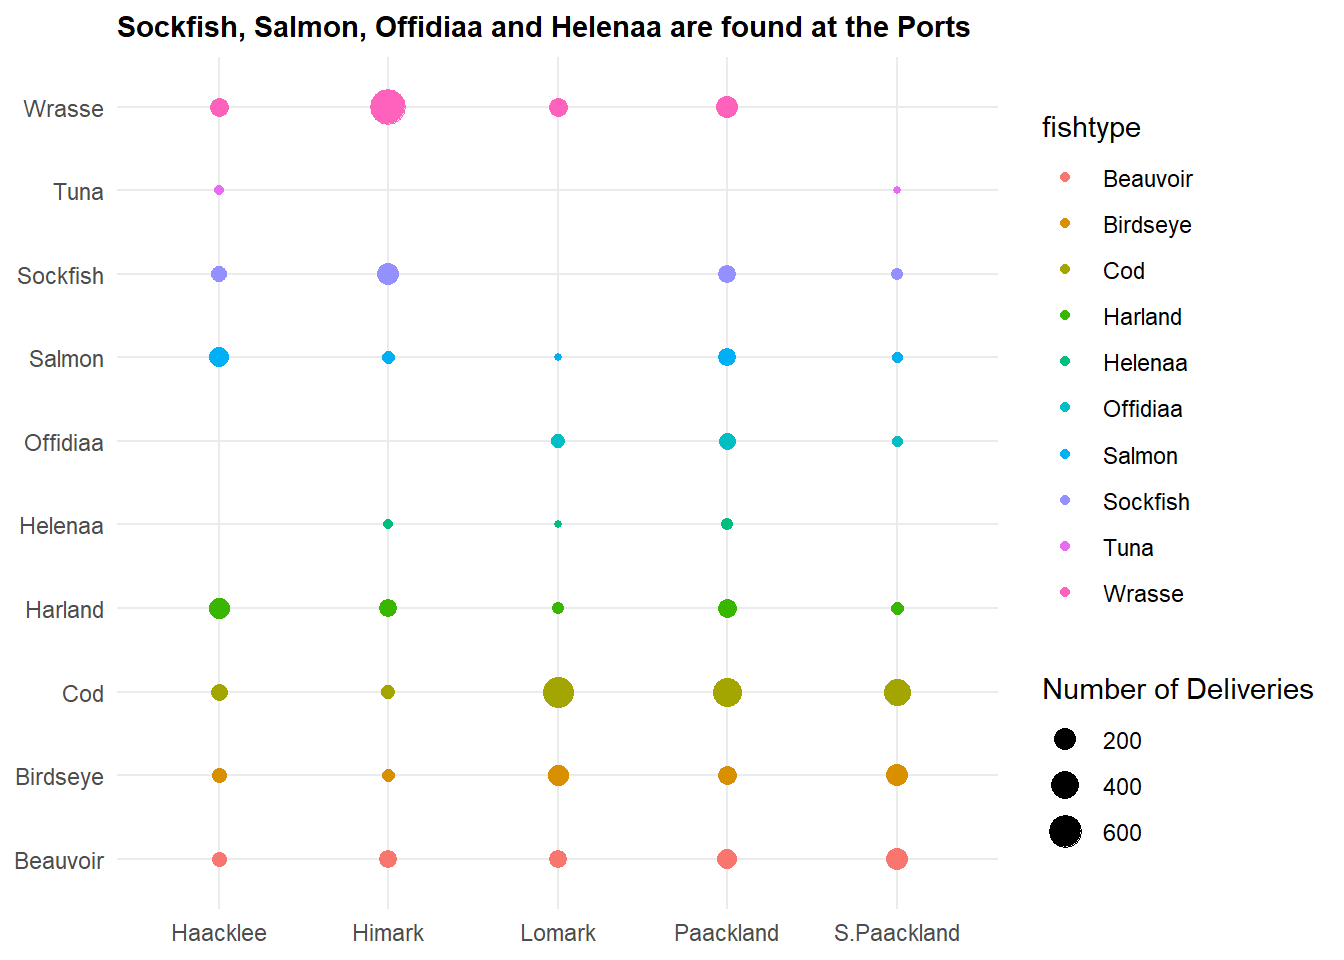 Sockfish, Salmon, Offidiaa and Helenaa are found at the Ports
Wrasse
Tuna
Sockfish
Salmon
Offidiaa
Helenaa
Harland
Cod
Birdseye
Beauvoir
Haacklee
Himark
Lomark
Paackland
S.Paackland
fishtype
Beauvoir
Birdseye
Cod
Harland
Helenaa
Offidiaa
Salmon
Sockfish
Tuna
Wrasse
Number of Deliveries
200
400
600